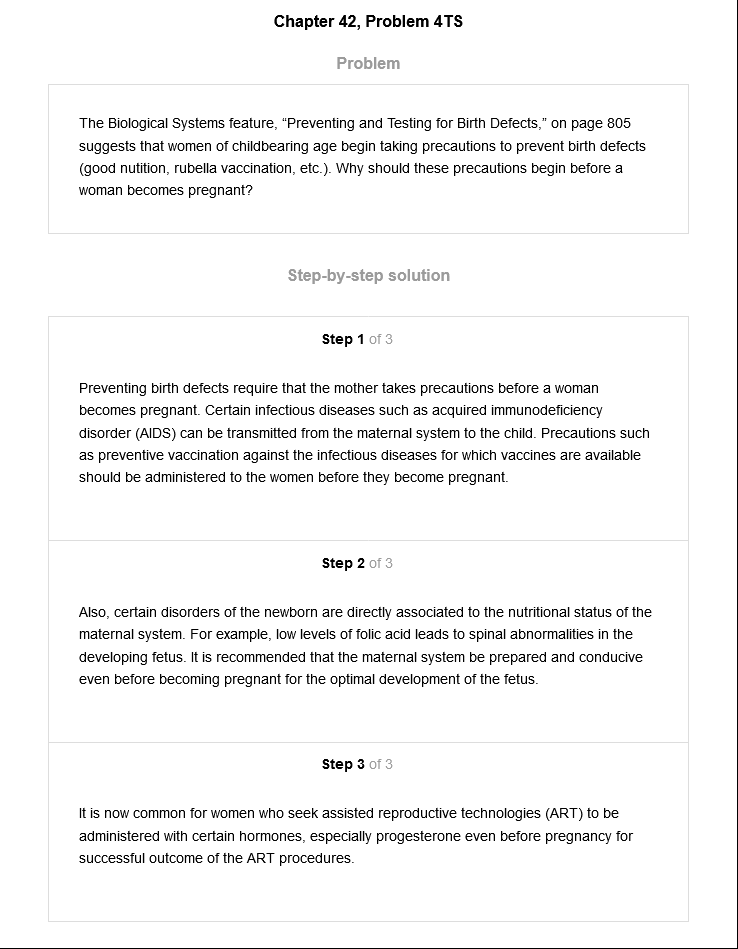 Chapter 42, Problem 4TS
Problem
The Biological Systems feature, “Preventing and Testing for Birth Defects,” on page 805
suggests that women of childbearing age begin taking precautions to prevent birth defects
(good nutition, rubella vaccination, etc.). Why should these precautions begin before a
woman becomes pregnant?
Step-by-step solution
Step 1 of 3
Preventing birth defects require that the mother takes precautions before a woman
becomes pregnant. Certain infectious diseases such as acquired immunodeficiency
disorder (AIDS) can be transmitted from the maternal system to the child. Precautions such
as preventive vaccination against the infectious diseases for which vaccines are available
should be administered to the women before they become pregnant.
Step 2 of 3
Also, certain disorders of the newborn are directly associated to the nutritional status of the
maternal system. For example, low levels of folic acid leads to spinal abnormalities in the
developing fetus. It is recommended that the maternal system be prepared and conducive
even before becoming pregnant for the optimal development of the fetus.
Step 3 of 3
It is now common for women who seek assisted reproductive technologies (ART) to be
administered with certain hormones, especially progesterone even before pregnancy for
successful outcome of the ART procedures.